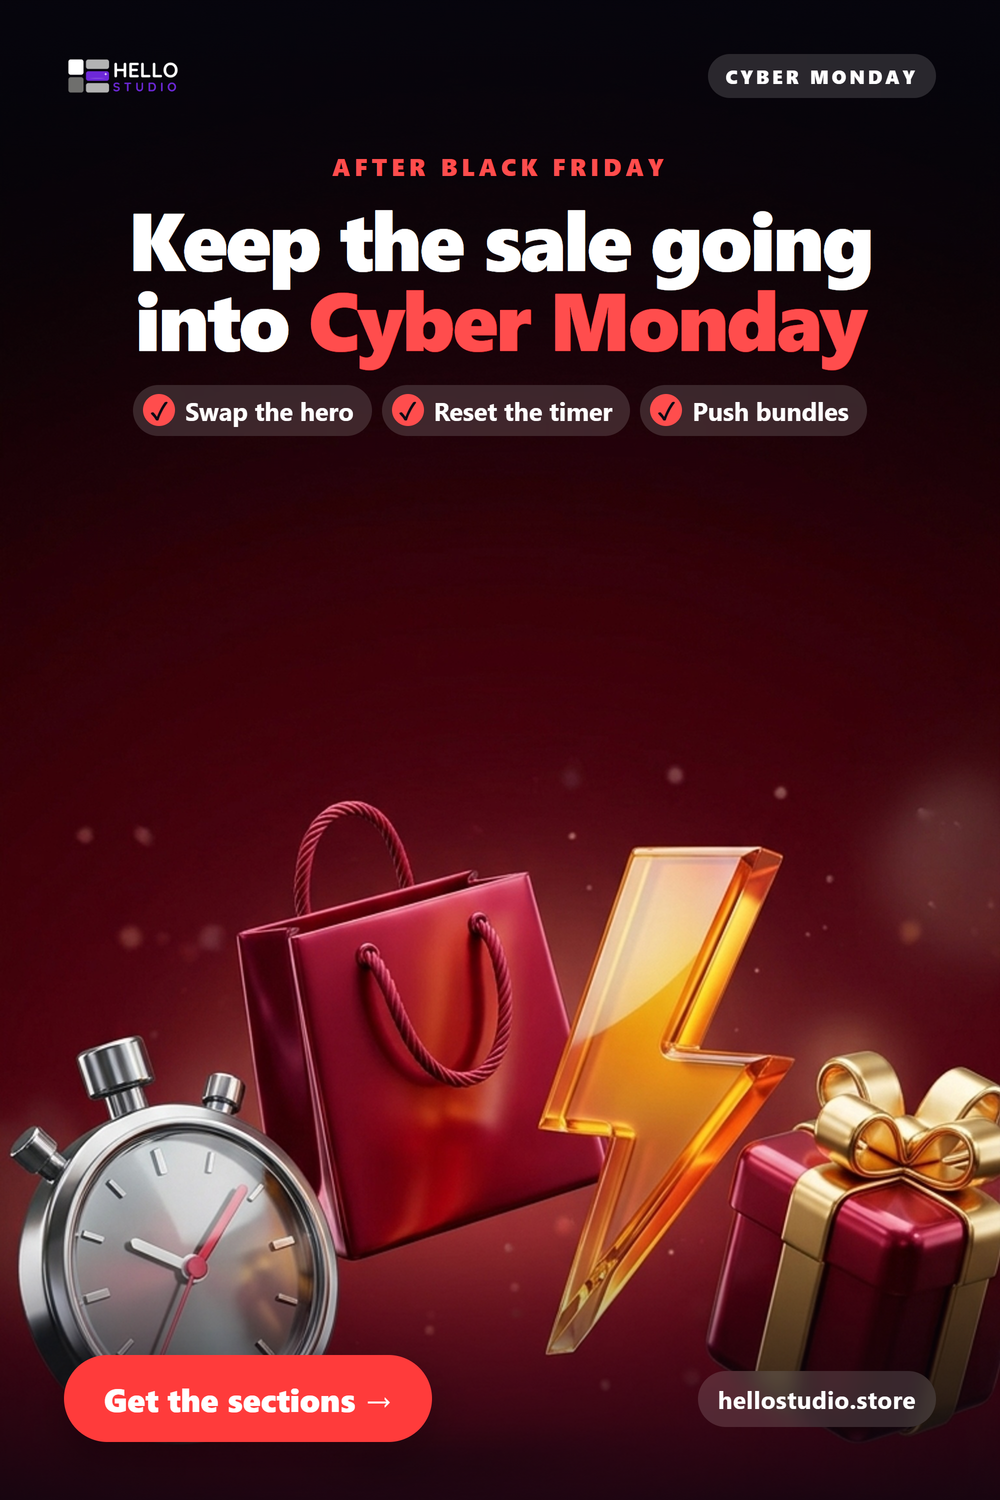 HELLO
STUDIO
CYBER MONDAY
AFTER BLACK FRIDAY
Keep the sale going
into Cyber Monday
✓ Swap the hero
✓ Reset the timer
✓ Push bundles
Get the sections →
hellostudio.store